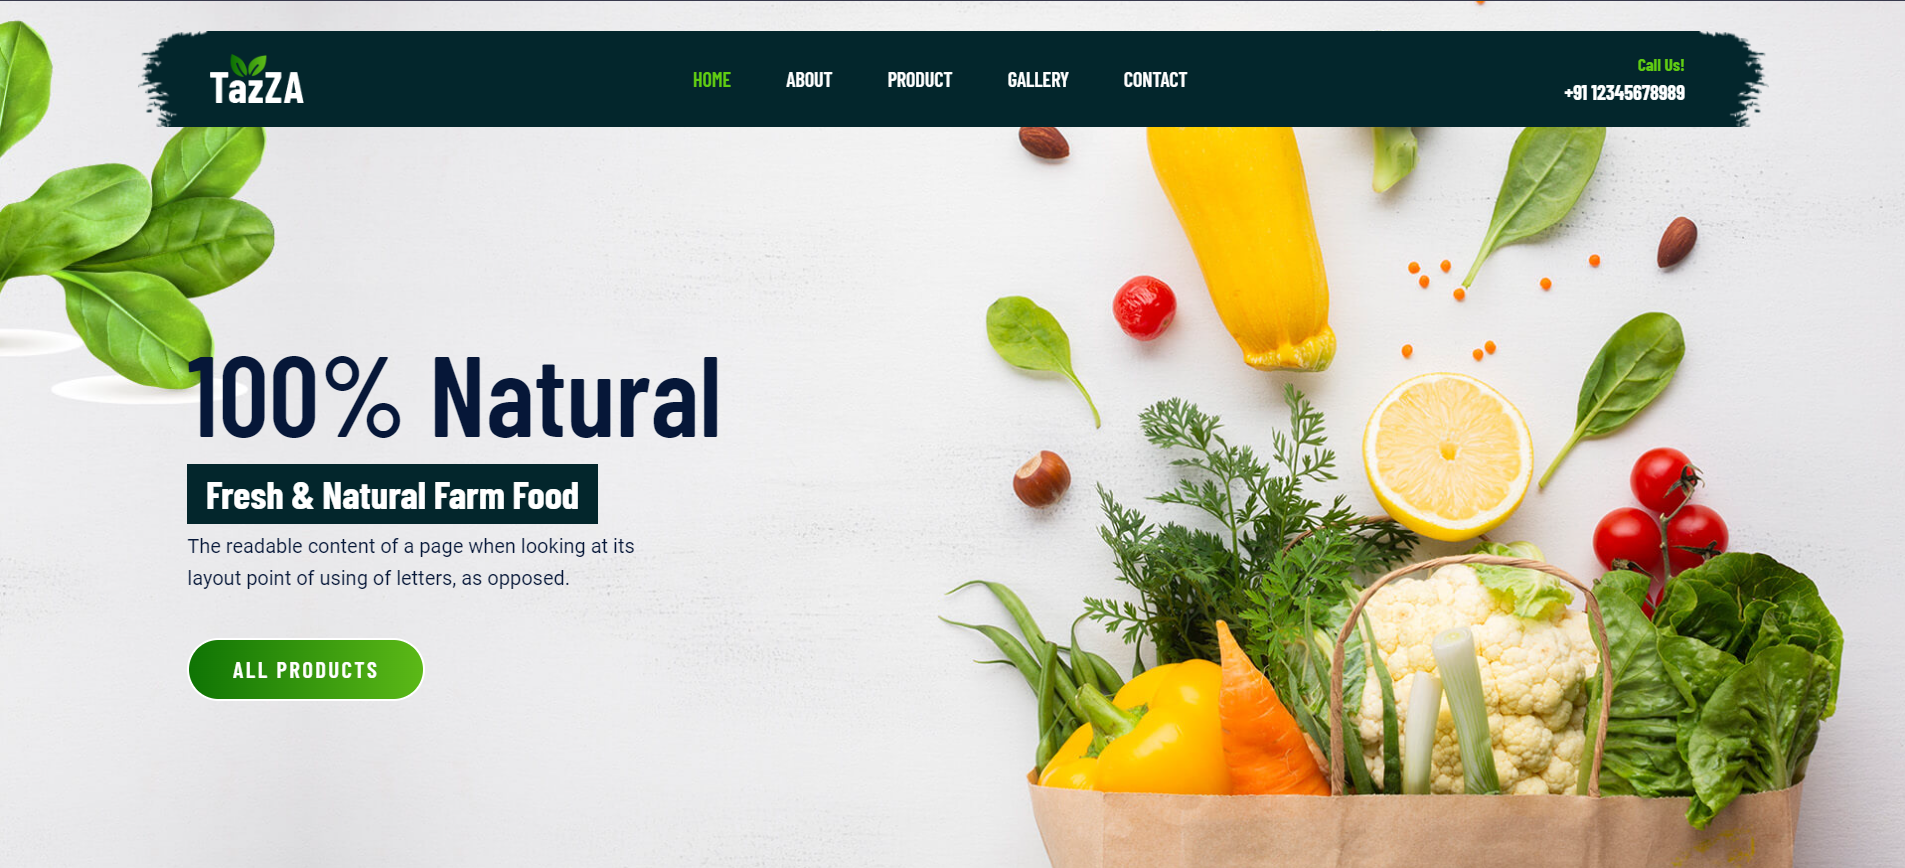 TazZA
HOME ABOUT PRODUCT GALLERY CONTACT
Call Us!
+91 12345678989
100% Natural
Fresh & Natural Farm Food
The readable content of a page when looking at its
layout point of using of letters, as opposed.
ALL PRODUCTS